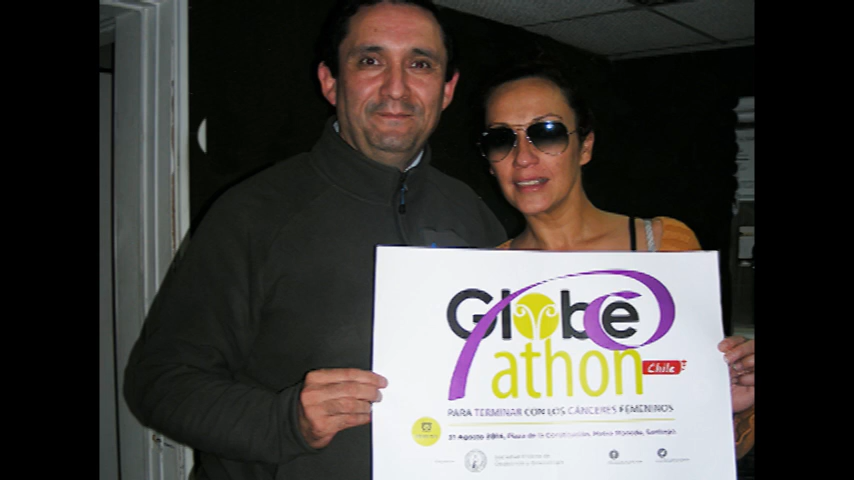 Globe
athon
Chile
PARA TERMINAR CON LOS CÁNCERES FEMENINOS
31 Agosto 2014, Plaza de la Constitución, Metro Moneda, Santiago